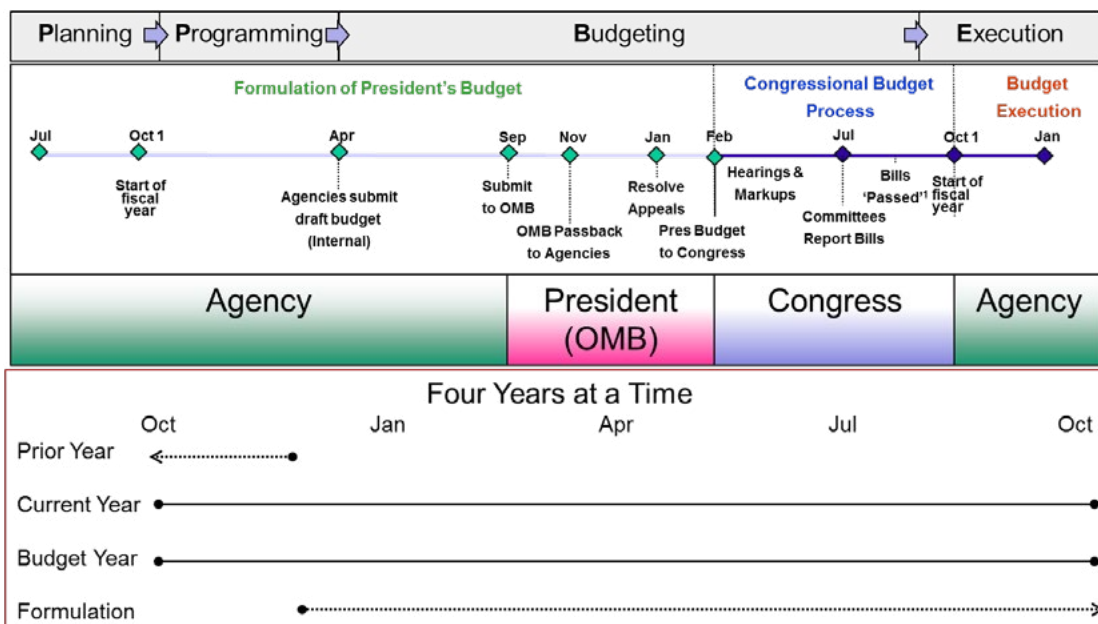 Planning Programming Budgeting Execution
Formulation of President's Budget
Congressional Budget
Process
Budget
Execution
Jul Oct 1 Apr Sep Nov Jan Feb Jul Oct 1 Jan
Start of
fiscal
year
Agencies submit
draft budget
(Internal)
Submit
to OMB
OMB Passback
to Agencies
Resolve
Appeals
Pres Budget
to Congress
Hearings &
Markups
Committees
Report Bills
Bills
'Passed'¹
Start of
fiscal
year
Agency
President
(OMB)
Congress
Agency
Four Years at a Time
Oct Jan Apr Jul Oct
Prior Year
Current Year
Budget Year
Formulation